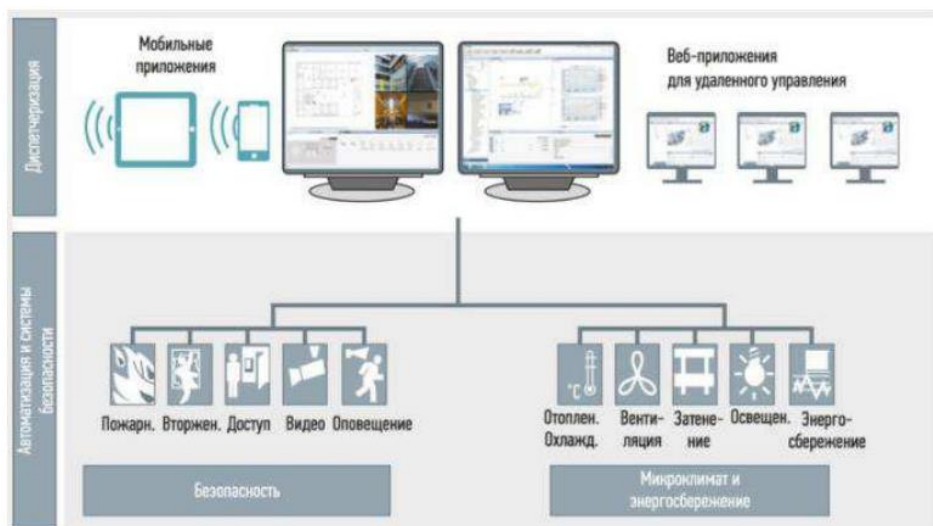 Диспетчеризация
Мобильные
приложения
Веб-приложения
для удаленного управления
Автоматизация и системы
безопасности
°C
Пожарн.
Вторжен.
Доступ
Видео
Оповещение
Отоплен.
Охлажд.
Венти-
ляция
Затене-
ние
Освещен.
Энерго-
сбережение
Безопасность
Микроклимат и
энергосбережение